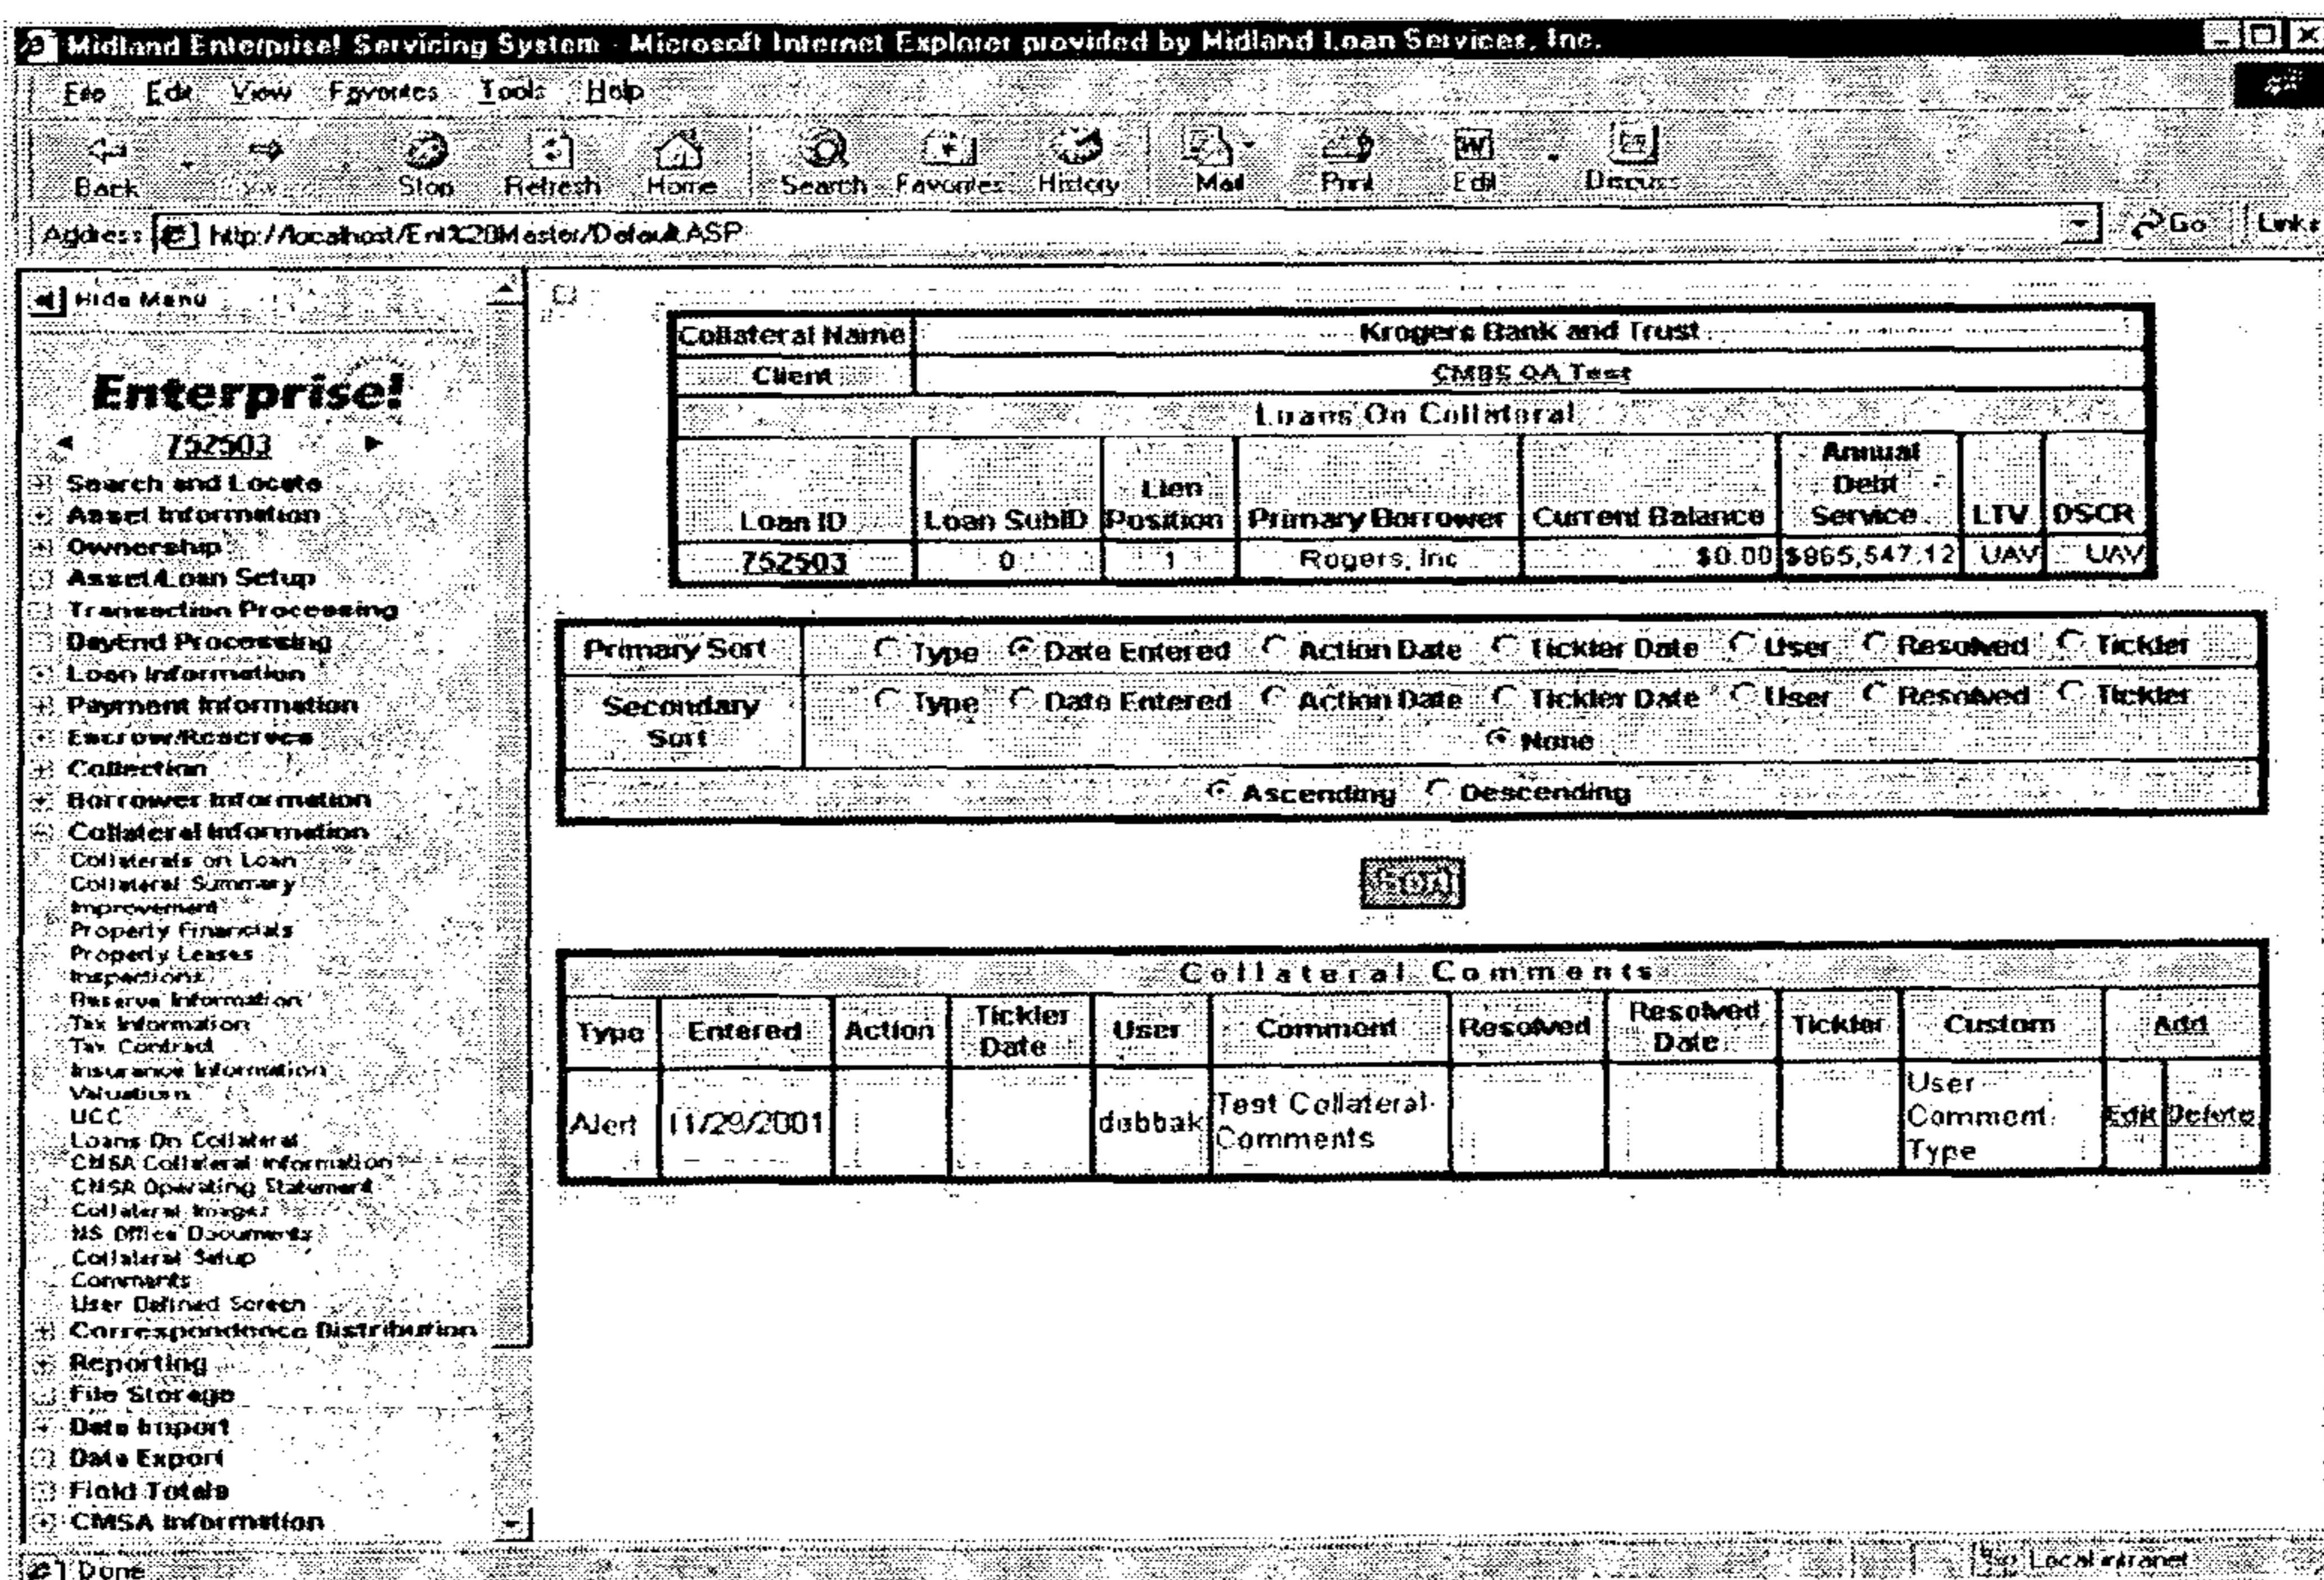 Midland Enterprise! Servicing System - Microsoft Internet Explorer provided by Midland Loan Services, Inc.
File Edit View Favorites Tools Help
Back Stop Refresh Home Search Favorites History Mail Print Edit Discuss
Address http://localhost/Ent%20Master/Default.ASP Go Links
Hide Menu
Enterprise!
752503
Search and Locate
Asset Information
Ownership
Asset/Loan Setup
Transaction Processing
DayEnd Processing
Loan Information
Payment Information
Escrow/Reserves
Collection
Borrower Information
Collateral Information
Collaterals on Loan
Collateral Summary
Improvement
Property Financials
Property Leases
Inspections
Reserve Information
Tax Information
Tax Contract
Insurance Information
Valuation
UCC
Loans On Collateral
CMSA Collateral Information
CMSA Operating Statement
Collateral Images
MS Office Documents
Collateral Setup
Comments
User Defined Screen
Correspondence Distribution
Reporting
File Storage
Data Import
Data Export
Field Totals
CMSA Information
Collateral Name Krogers Bank and Trust
Client CMBS QA Test
Loans On Collateral
Loan ID Loan SubID Lien Position Primary Borrower Current Balance Annual Debt Service LTV DSCR
752503 0 1 Rogers, Inc $0.00 $865,547.12 UAV UAV
Primary Sort Type Date Entered Action Date Tickler Date User Resolved Tickler
Secondary Sort Type Date Entered Action Date Tickler Date User Resolved Tickler
None
Ascending Descending
Sort
Collateral Comments
Type Entered Action Tickler Date User Comment Resolved Resolved Date Tickler Custom Add
Alert 11/29/2001 dabbak Test Collateral Comments User Comment Type Edit Delete
Done Local intranet